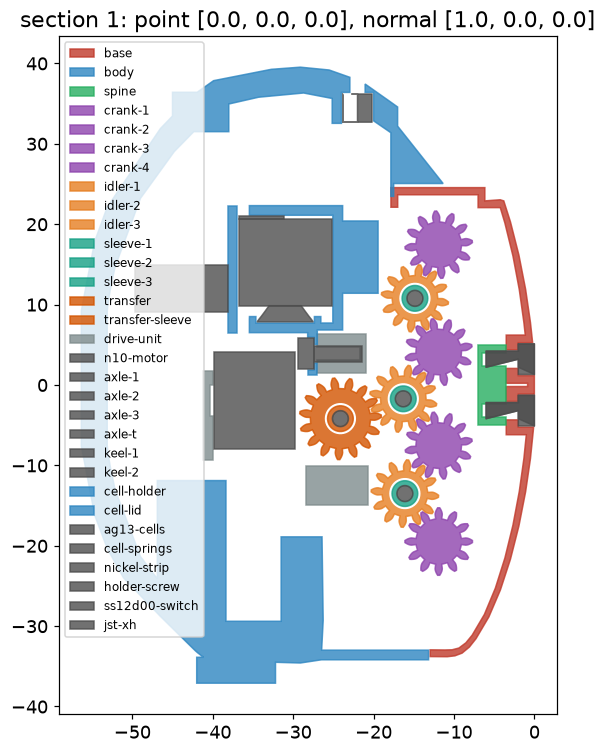 section 1: point [0.0, 0.0, 0.0], normal [1.0, 0.0, 0.0]
base
body
spine
crank-1
crank-2
crank-3
crank-4
idler-1
idler-2
idler-3
sleeve-1
sleeve-2
sleeve-3
transfer
transfer-sleeve
drive-unit
n10-motor
axle-1
axle-2
axle-3
axle-t
keel-1
keel-2
cell-holder
cell-lid
ag13-cells
cell-springs
nickel-strip
holder-screw
ss12d00-switch
jst-xh
40
30
20
10
0
−10
−20
−30
−40
−50 −40 −30 −20 −10 0